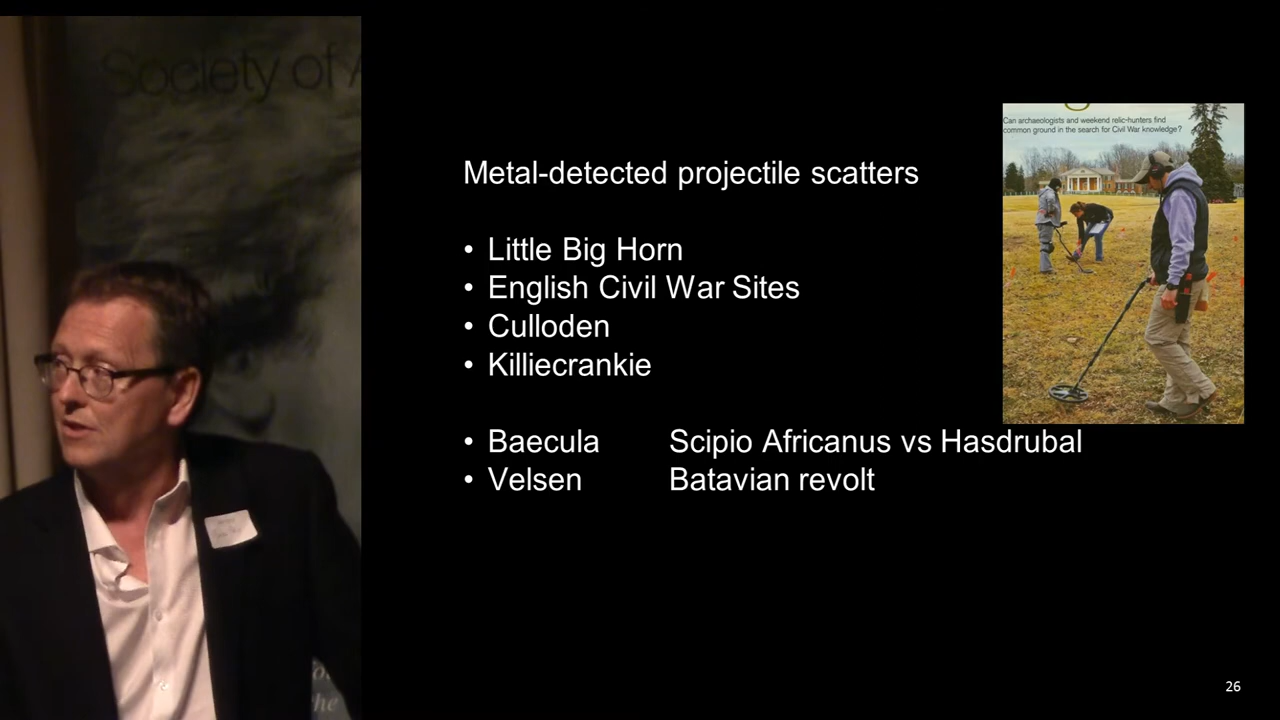 Society of
Metal-detected projectile scatters
• Little Big Horn
• English Civil War Sites
• Culloden
• Killiecrankie
• Baecula Scipio Africanus vs Hasdrubal
• Velsen Batavian revolt
Can archaeologists and weekend relic-hunters find
common ground in the search for Civil War knowledge?
26